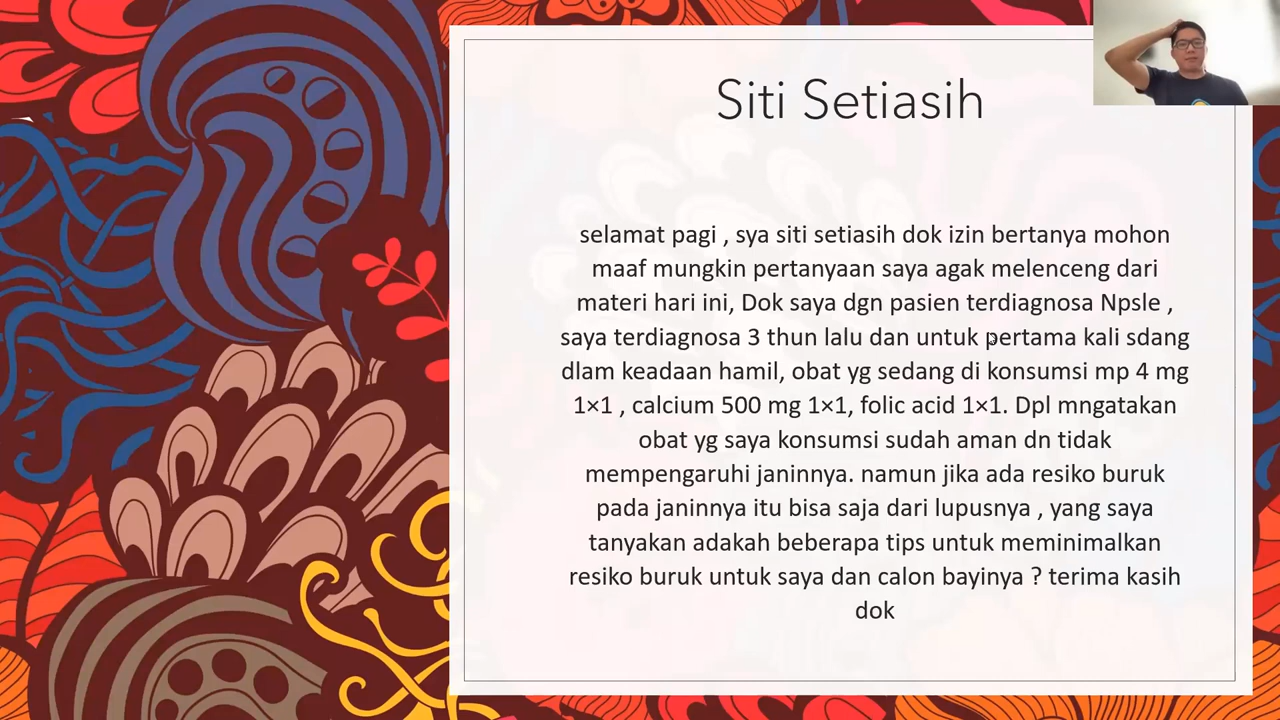 Siti Setiasih
selamat pagi , sya siti setiasih dok izin bertanya mohon
maaf mungkin pertanyaan saya agak melenceng dari
materi hari ini, Dok saya dgn pasien terdiagnosa Npsle ,
saya terdiagnosa 3 thun lalu dan untuk pertama kali sdang
dlam keadaan hamil, obat yg sedang di konsumsi mp 4 mg
1×1 , calcium 500 mg 1×1, folic acid 1×1. Dpl mngatakan
obat yg saya konsumsi sudah aman dn tidak
mempengaruhi janinnya. namun jika ada resiko buruk
pada janinnya itu bisa saja dari lupusnya , yang saya
tanyakan adakah beberapa tips untuk meminimalkan
resiko buruk untuk saya dan calon bayinya ? terima kasih
dok